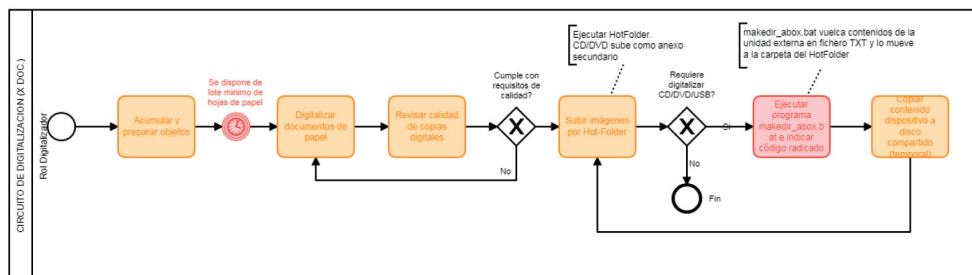 CIRCUITO DE DIGITALIZACION (X DOC.)
Rol Digitalizador
Acumular y
preparar objetos
Se dispone de
lote minimo de
hojas de papel
Digitalizar
documentos de
papel
Revisar calidad
de copias
digitales
Cumple con
requisitos de
calidad?
No
Ejecutar HotFolder.
CD/DVD sube como anexo
secundario
Subir imágenes
por Hot-Folder
Requiere
digitalizar
CD/DVD/USB?
Si
No
Fin
makedir_abox.bat vuelca contenidos de la
unidad externa en fichero TXT y lo mueve
a la carpeta del HotFolder
Ejecutar
programa
makedir_abox.b
at e indicar
código radicado
Copiar
contenido
dispositivo a
disco
compartido
(temporal)